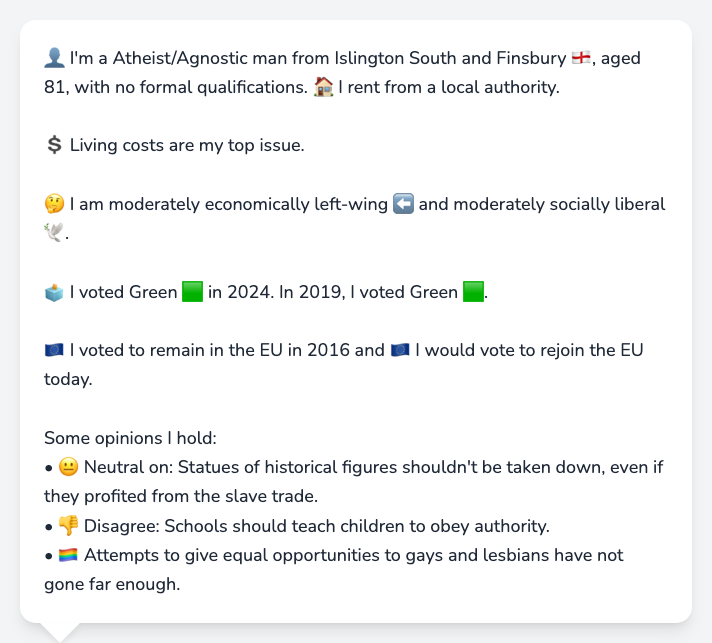 👤 I'm a Atheist/Agnostic man from Islington South and Finsbury 🏴󠁧󠁢󠁥󠁮󠁧󠁿, aged
81, with no formal qualifications. 🏠 I rent from a local authority.
💲 Living costs are my top issue.
🤔 I am moderately economically left-wing ⬅️ and moderately socially liberal
🕊️.
🗳️ I voted Green 🟩 in 2024. In 2019, I voted Green 🟩.
🇪🇺 I voted to remain in the EU in 2016 and 🇪🇺 I would vote to rejoin the EU
today.
Some opinions I hold:
• 😐 Neutral on: Statues of historical figures shouldn't be taken down, even if
they profited from the slave trade.
• 👎 Disagree: Schools should teach children to obey authority.
• 🏳️‍🌈 Attempts to give equal opportunities to gays and lesbians have not
gone far enough.